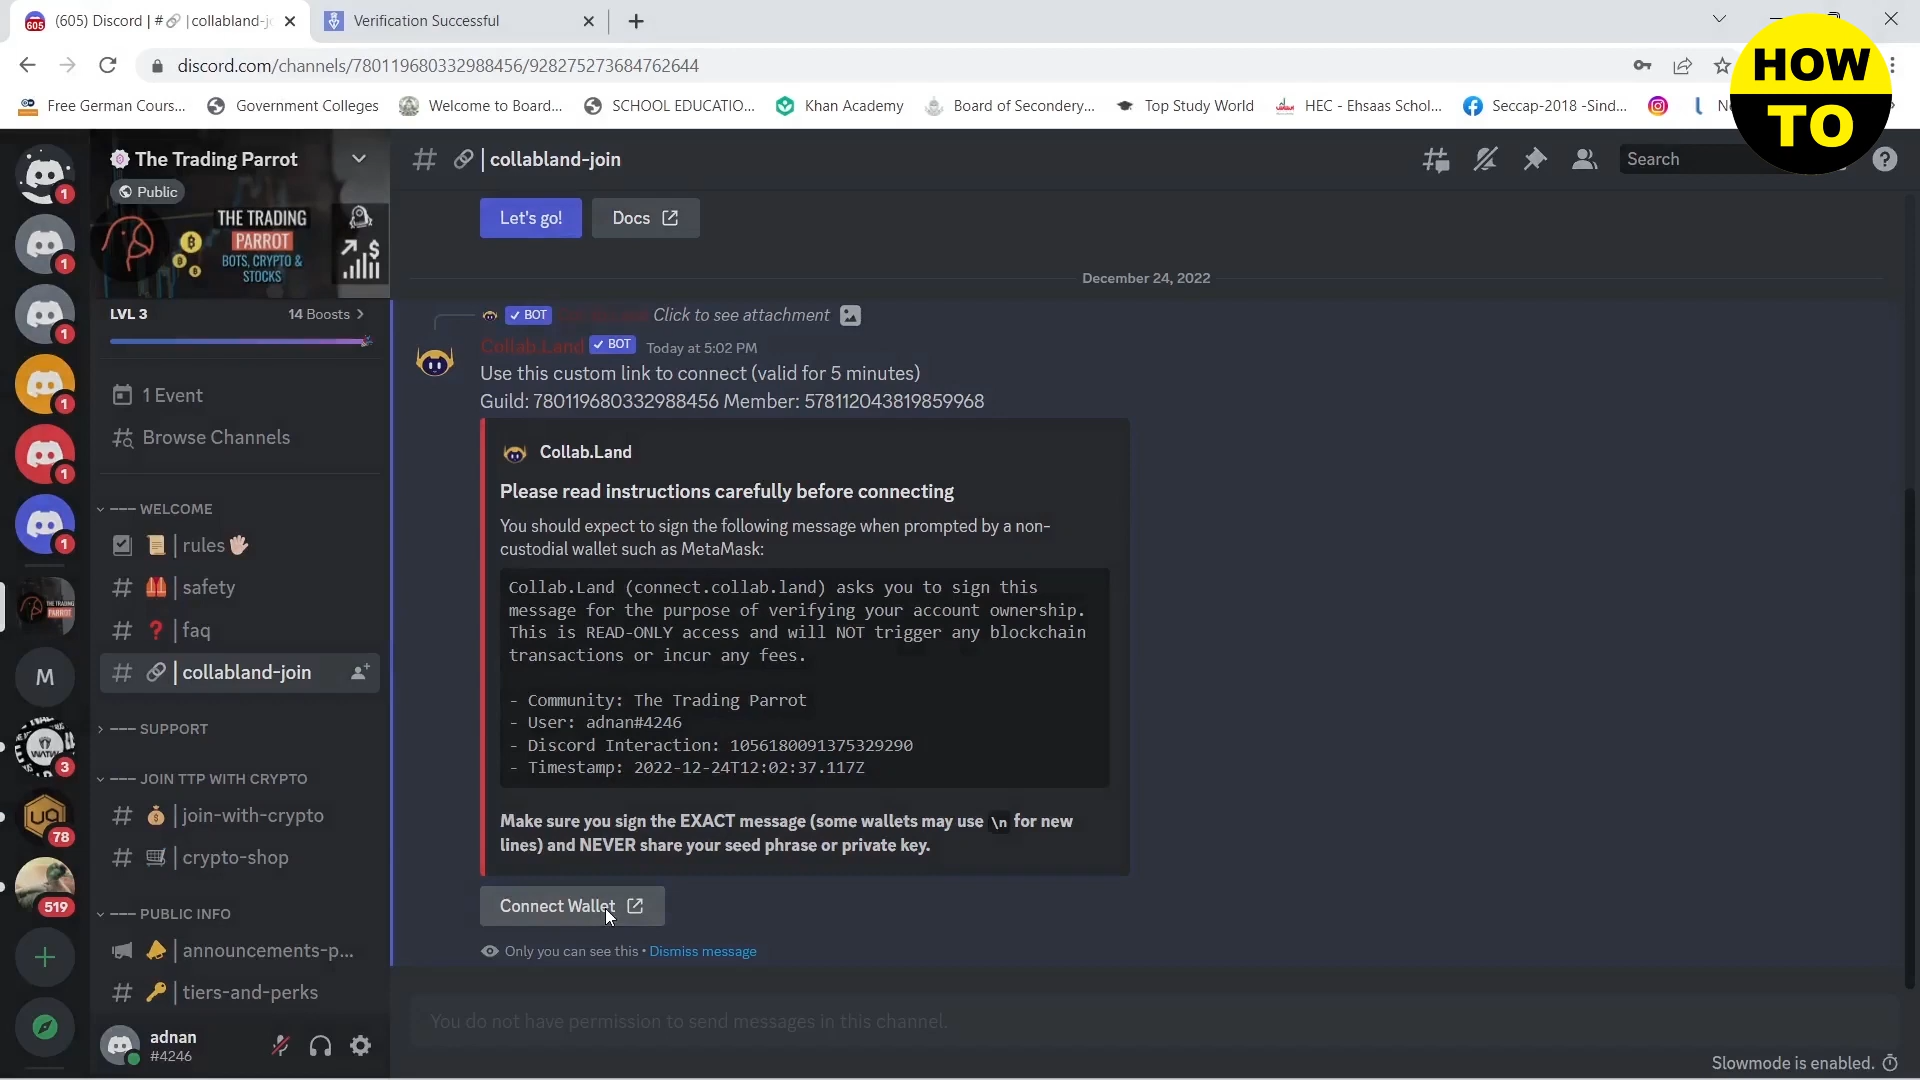 (605) Discord | # | collabland-jo
Verification Successful
discord.com/channels/780119680332988456/928275273684762644
HOW
TO
Free German Cours...
Government Colleges
Welcome to Board...
SCHOOL EDUCATIO...
Khan Academy
Board of Secondery...
Top Study World
HEC - Ehsaas Schol...
Seccap-2018 -Sind...
The Trading Parrot
Public
THE TRADING
PARROT
BOTS, CRYPTO &
STOCKS
LVL 3
14 Boosts
1 Event
Browse Channels
--- WELCOME
| rules
| safety
| faq
| collabland-join
--- SUPPORT
--- JOIN TTP WITH CRYPTO
| join-with-crypto
| crypto-shop
--- PUBLIC INFO
| announcements-p...
| tiers-and-perks
adnan
#4246
1
1
1
1
1
1
M
3
78
519
# | collabland-join
Search
Let's go!
Docs
December 24, 2022
BOT
Click to see attachment
Collab.Land BOT Today at 5:02 PM
Use this custom link to connect (valid for 5 minutes)
Guild: 780119680332988456 Member: 578112043819859968
Collab.Land
Please read instructions carefully before connecting
You should expect to sign the following message when prompted by a non-
custodial wallet such as MetaMask:
Collab.Land (connect.collab.land) asks you to sign this
message for the purpose of verifying your account ownership.
This is READ-ONLY access and will NOT trigger any blockchain
transactions or incur any fees.
- Community: The Trading Parrot
- User: adnan#4246
- Discord Interaction: 1056180091375329290
- Timestamp: 2022-12-24T12:02:37.117Z
Make sure you sign the EXACT message (some wallets may use \n for new
lines) and NEVER share your seed phrase or private key.
Connect Wallet
Only you can see this • Dismiss message
You do not have permission to send messages in this channel.
Slowmode is enabled.